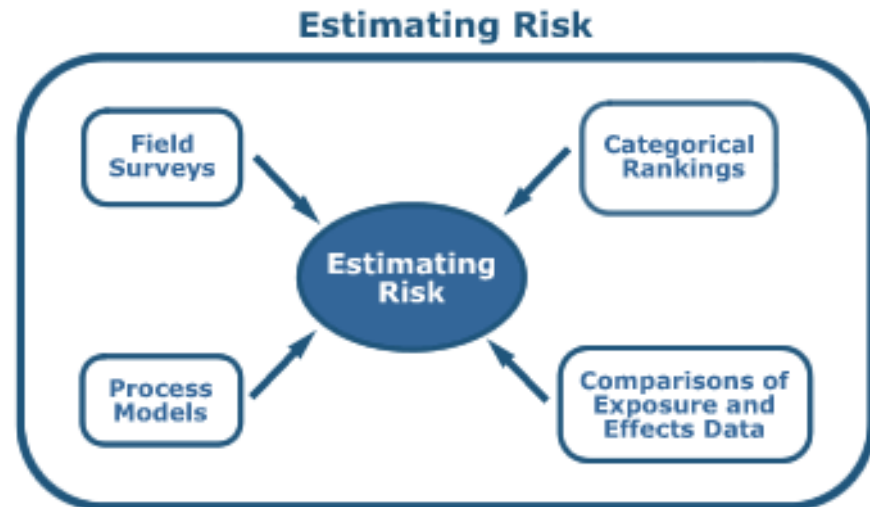 Estimating Risk
Field
Surveys
Categorical
Rankings
Estimating
Risk
Process
Models
Comparisons of
Exposure and
Effects Data